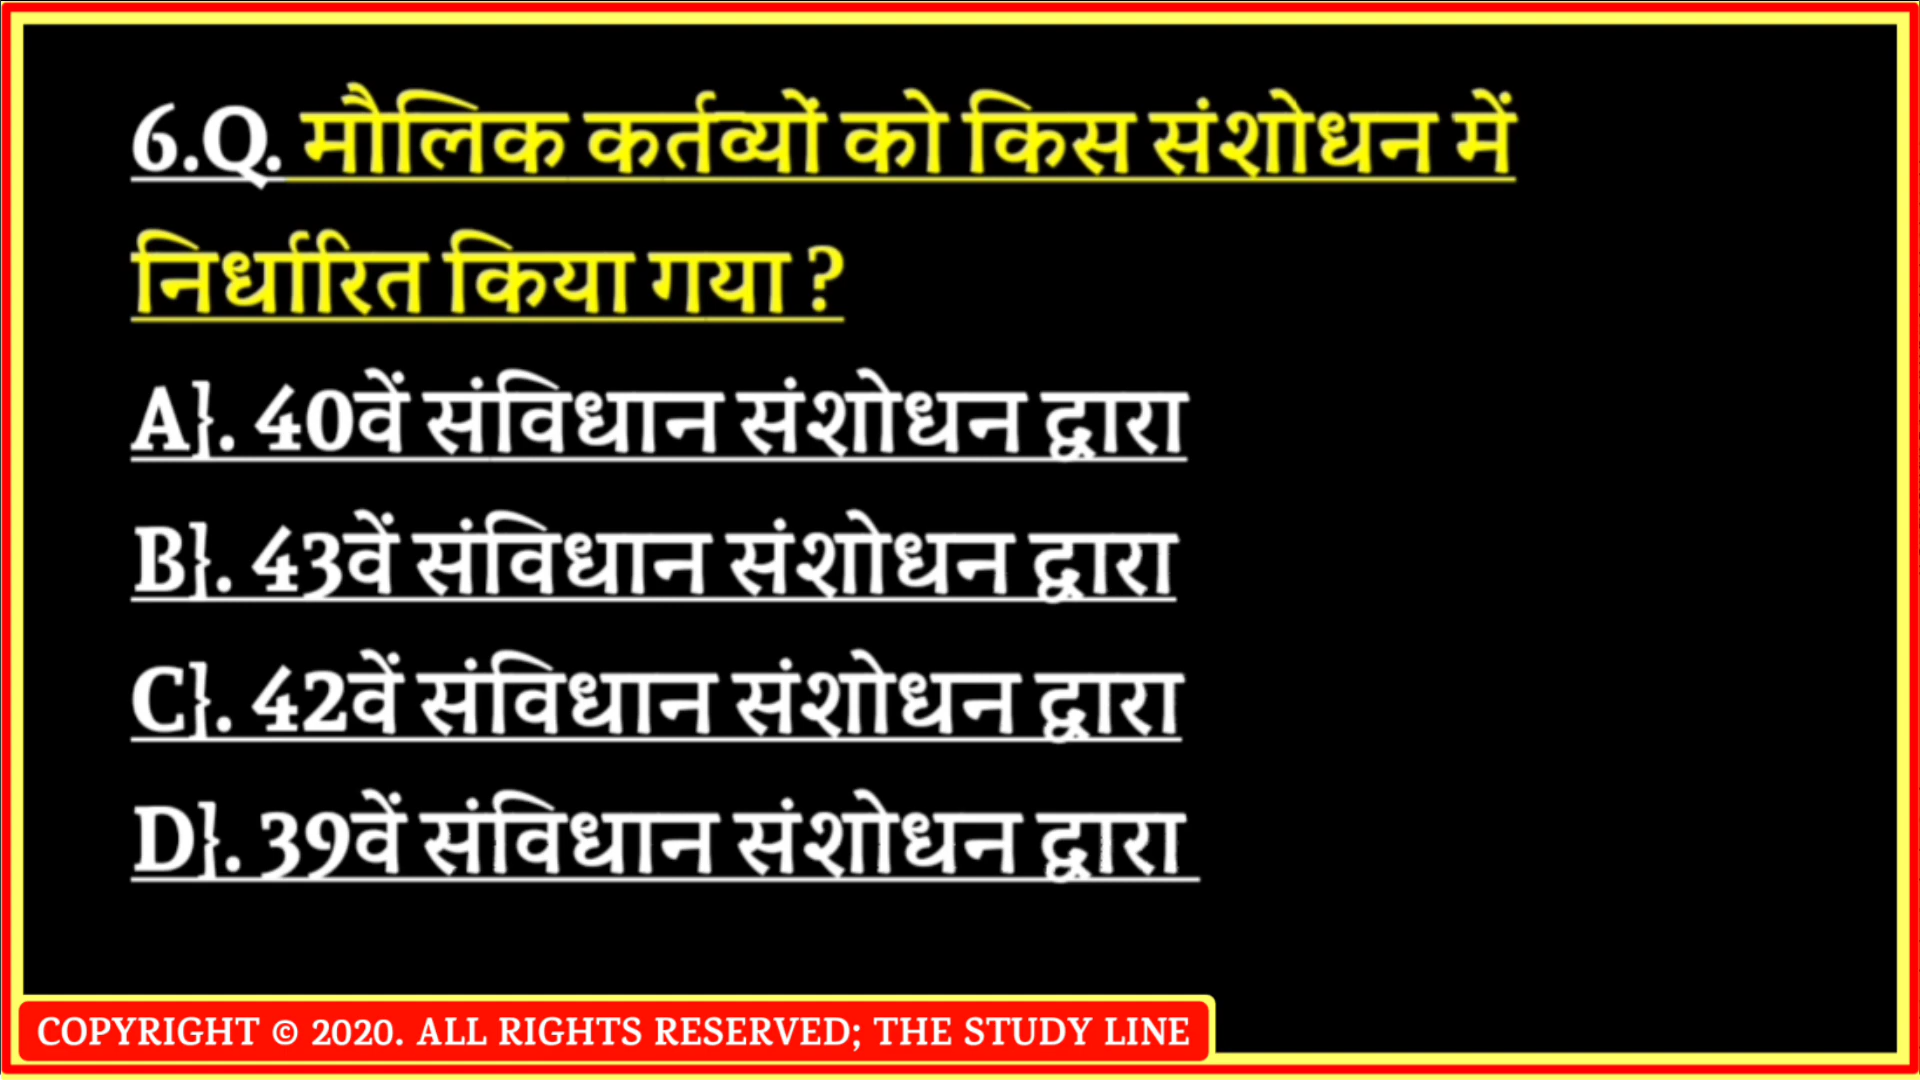 6.Q. मौलिक कर्तव्यों को किस संशोधन में
निर्धारित किया गया ?
A}. 40वें संविधान संशोधन द्वारा
B}. 43वें संविधान संशोधन द्वारा
C}. 42वें संविधान संशोधन द्वारा
D}. 39वें संविधान संशोधन द्वारा
COPYRIGHT © 2020. ALL RIGHTS RESERVED; THE STUDY LINE